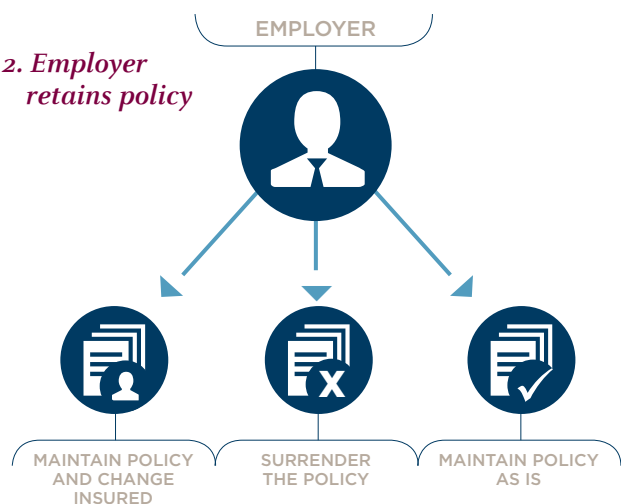 EMPLOYER
2. Employer
retains policy
X
MAINTAIN POLICY
AND CHANGE
INSURED
SURRENDER
THE POLICY
MAINTAIN POLICY
AS IS